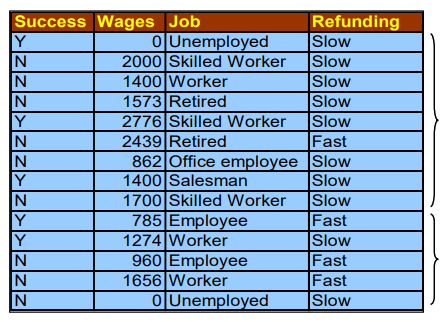 Success Wages Job Refunding
Y 0 Unemployed Slow
N 2000 Skilled Worker Slow
N 1400 Worker Slow
N 1573 Retired Slow
Y 2776 Skilled Worker Slow
N 2439 Retired Fast
N 862 Office employee Slow
Y 1400 Salesman Slow
N 1700 Skilled Worker Slow
Y 785 Employee Fast
Y 1274 Worker Slow
N 960 Employee Fast
N 1656 Worker Fast
N 0 Unemployed Slow